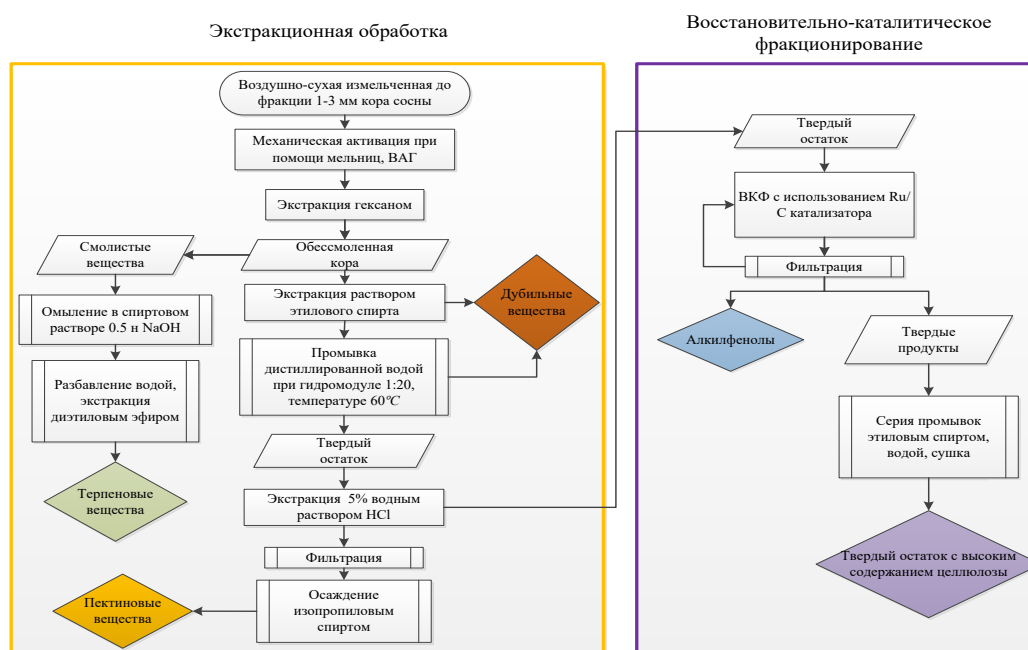 Экстракционная обработка
Воздушно-сухая измельченная до
фракции 1-3 мм кора сосны
Механическая активация при
помощи мельниц, ВАГ
Экстракция гексаном
Смолистые
вещества
Обессмоленная
кора
Омыление в спиртовом
растворе 0.5 н NaOH
Экстракция раствором
этилового спирта
Дубильные
вещества
Разбавление водой,
экстракция
диэтиловым эфиром
Промывка
дистиллированной водой
при гидромодуле 1:20,
температуре 60°C
Твердый
остаток
Терпеновые
вещества
Экстракция 5% водным
раствором HCl
Фильтрация
Пектиновые
вещества
Осаждение
изопропиловым
спиртом
Восстановительно-каталитическое
фракционирование
Твердый
остаток
ВКФ с использованием Ru/
С катализатора
Фильтрация
Алкилфенолы
Твердые
продукты
Серия промывок
этиловым спиртом,
водой, сушка
Твердый остаток с высоким
содержанием целлюлозы